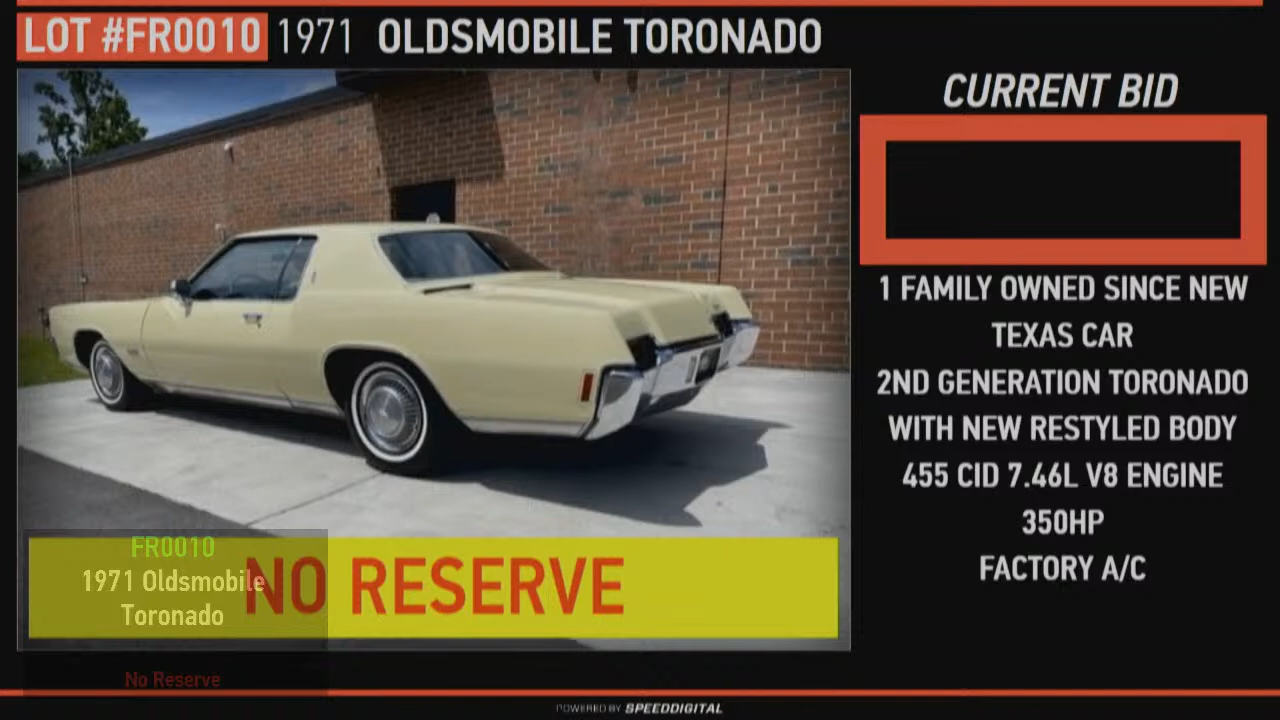 LOT #FR0010 1971 OLDSMOBILE TORONADO
CURRENT BID
1 FAMILY OWNED SINCE NEW
TEXAS CAR
2ND GENERATION TORONADO
WITH NEW RESTYLED BODY
455 CID 7.46L V8 ENGINE
350HP
FACTORY A/C
NO RESERVE
FR0010
1971 Oldsmobile
Toronado
No Reserve
POWERED BY SPEEDDIGITAL